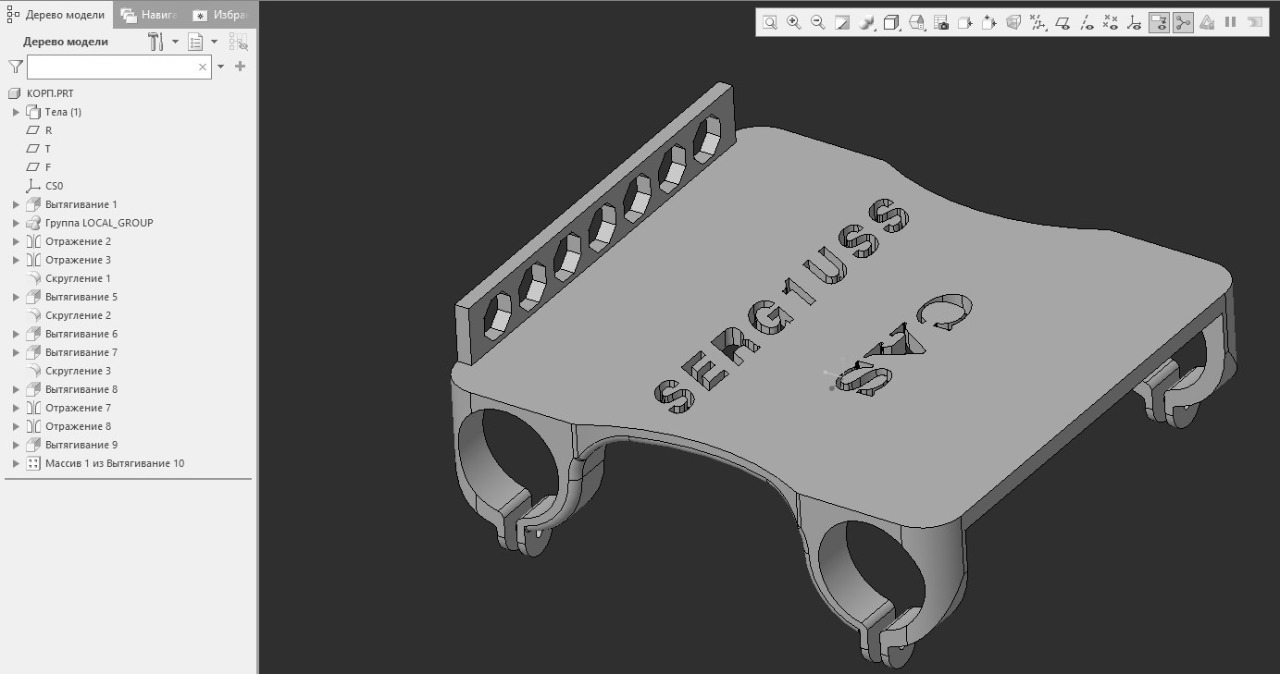 Дерево модели
Навига
Избра
Дерево модели
КОРП.PRT
Тела (1)
R
T
F
CS0
Вытягивание 1
Группа LOCAL_GROUP
Отражение 2
Отражение 3
Скругление 1
Вытягивание 5
Скругление 2
Вытягивание 6
Вытягивание 7
Скругление 3
Вытягивание 8
Отражение 7
Отражение 8
Вытягивание 9
Массив 1 из Вытягивание 10
SERG1USS
SVC